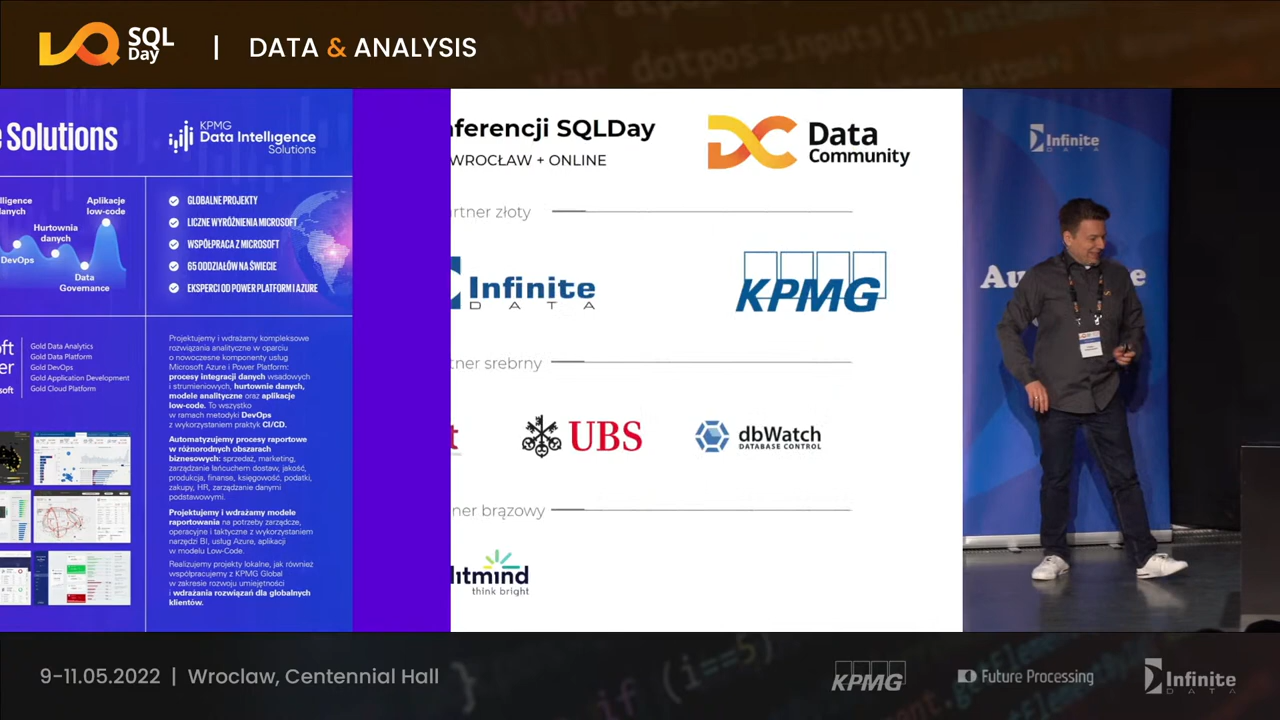 SQL
Day
| DATA & ANALYSIS
e Solutions
KPMG
Data Intelligence
Solutions
lligence
danych
Aplikacje
low-code
Hurtownia
danych
DevOps
Data
Governance
GLOBALNE PROJEKTY
LICZNE WYRÓŻNIENIA MICROSOFT
WSPÓŁPRACA Z MICROSOFT
65 ODDZIAŁÓW NA ŚWIECIE
EKSPERCI OD POWER PLATFORM I AZURE
oft
er
osoft
Gold Data Analytics
Gold Data Platform
Gold DevOps
Gold Application Development
Gold Cloud Platform
Projektujemy i wdrażamy kompleksowe
rozwiązania analityczne w oparciu
o nowoczesne komponenty usług
Microsoft Azure i Power Platform:
procesy integracji danych wsadowych
i strumieniowych, hurtownie danych,
modele analityczne oraz aplikacje
low-code. To wszystko
w ramach metodyki DevOps
z wykorzystaniem praktyk CI/CD.
Automatyzujemy procesy raportowe
w różnorodnych obszarach
biznesowych: sprzedaż, marketing,
zarządzanie łańcuchem dostaw, jakość,
produkcja, finanse, księgowość, podatki,
zakupy, HR, zarządzanie danymi
podstawowymi.
Projektujemy i wdrażamy modele
raportowania na potrzeby zarządcze,
operacyjne i taktyczne z wykorzystaniem
narzędzi BI, usług Azure, aplikacji
w modelu Low-Code.
Realizujemy projekty lokalne, jak również
współpracujemy z KPMG Global
w zakresie rozwoju umiejętności
i wdrażania rozwiązań dla globalnych
klientów.
nferencji SQLDay
WROCŁAW + ONLINE
Data
Community
artner złoty
Infinite
DATA
KPMG
tner srebrny
t
UBS
dbWatch
DATABASE CONTROL
ner brązowy
litmind
think bright
Infinite
DATA
Au
e
9-11.05.2022 | Wroclaw, Centennial Hall
KPMG
Future Processing
Infinite
DATA